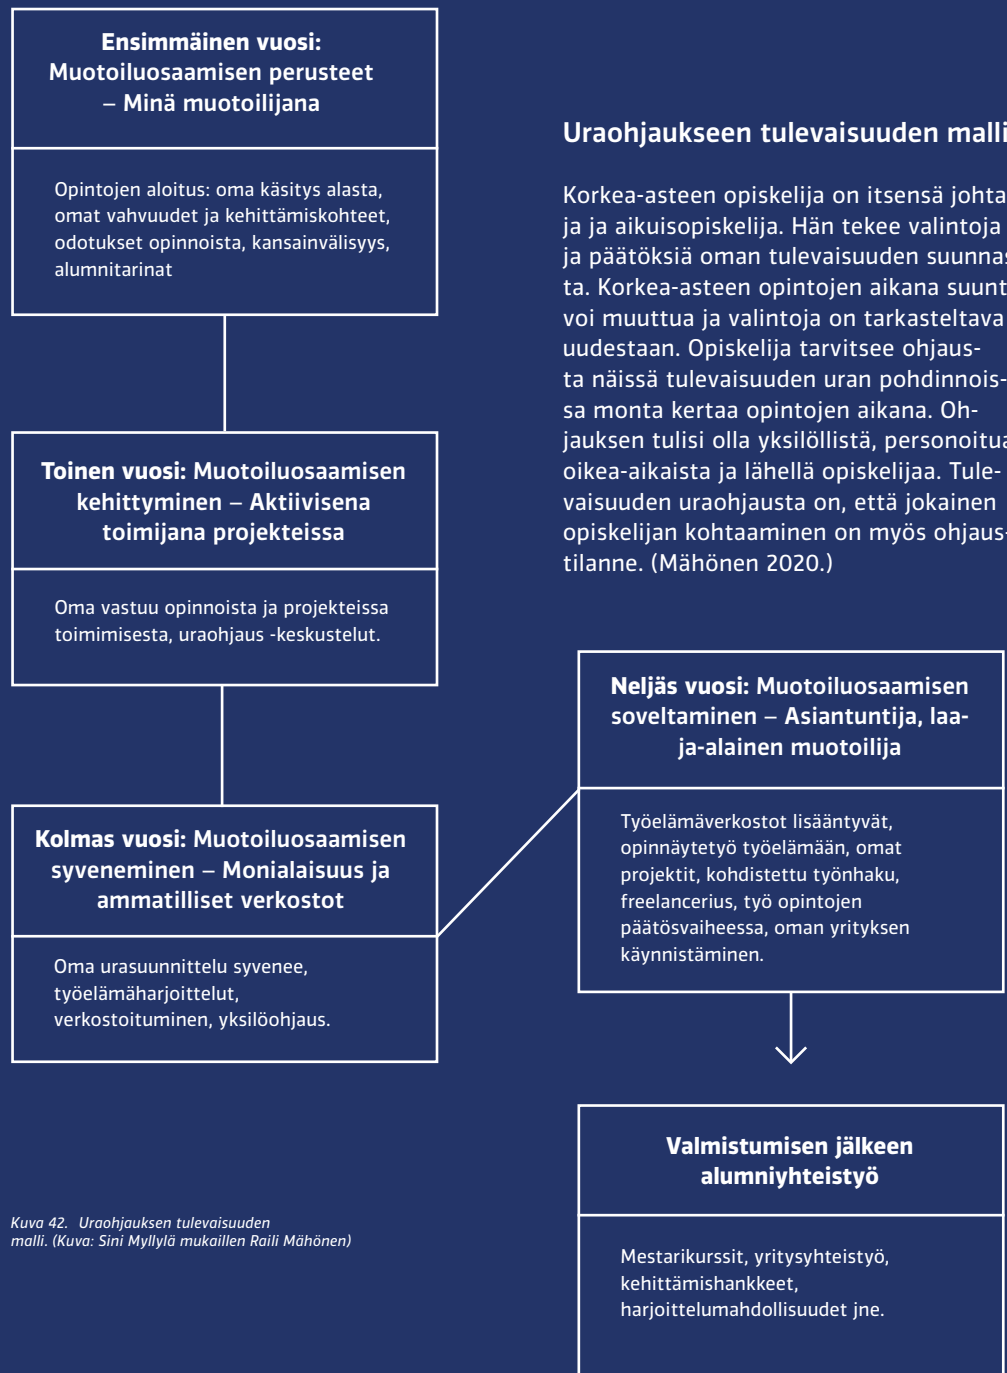 Ensimmäinen vuosi:
Muotoiluosaamisen perusteet
– Minä muotoilijana
Opintojen aloitus: oma käsitys alasta,
omat vahvuudet ja kehittämiskohteet,
odotukset opinnoista, kansainvälisyys,
alumnitarinat
Toinen vuosi: Muotoiluosaamisen
kehittyminen – Aktiivisena
toimijana projekteissa
Oma vastuu opinnoista ja projekteissa
toimimisesta, uraohjaus -keskustelut.
Kolmas vuosi: Muotoiluosaamisen
syveneminen – Monialaisuus ja
ammatilliset verkostot
Oma urasuunnittelu syvenee,
työelämäharjoittelut,
verkostoituminen, yksilöohjaus.
Kuva 42. Uraohjauksen tulevaisuuden
malli. (Kuva: Sini Myllylä mukaillen Raili Mähönen)
Uraohjaukseen tulevaisuuden malli
Korkea-asteen opiskelija on itsensä johta
ja ja aikuisopiskelija. Hän tekee valintoja
ja päätöksiä oman tulevaisuuden suunnas
ta. Korkea-asteen opintojen aikana suunt
voi muuttua ja valintoja on tarkasteltava
uudestaan. Opiskelija tarvitsee ohjaus-
ta näissä tulevaisuuden uran pohdinnois-
sa monta kertaa opintojen aikana. Oh-
jauksen tulisi olla yksilöllistä, personoitua
oikea-aikaista ja lähellä opiskelijaa. Tule-
vaisuuden uraohjausta on, että jokainen
opiskelijan kohtaaminen on myös ohjaus-
tilanne. (Mähönen 2020.)
Neljäs vuosi: Muotoiluosaamisen
soveltaminen – Asiantuntija, laa-
ja-alainen muotoilija
Työelämäverkostot lisääntyvät,
opinnäytetyö työelämään, omat
projektit, kohdistettu työnhaku,
freelancerius, työ opintojen
päätösvaiheessa, oman yrityksen
käynnistäminen.
Valmistumisen jälkeen
alumniyhteistyö
Mestarikurssit, yritysyhteistyö,
kehittämishankkeet,
harjoittelumahdollisuudet jne.